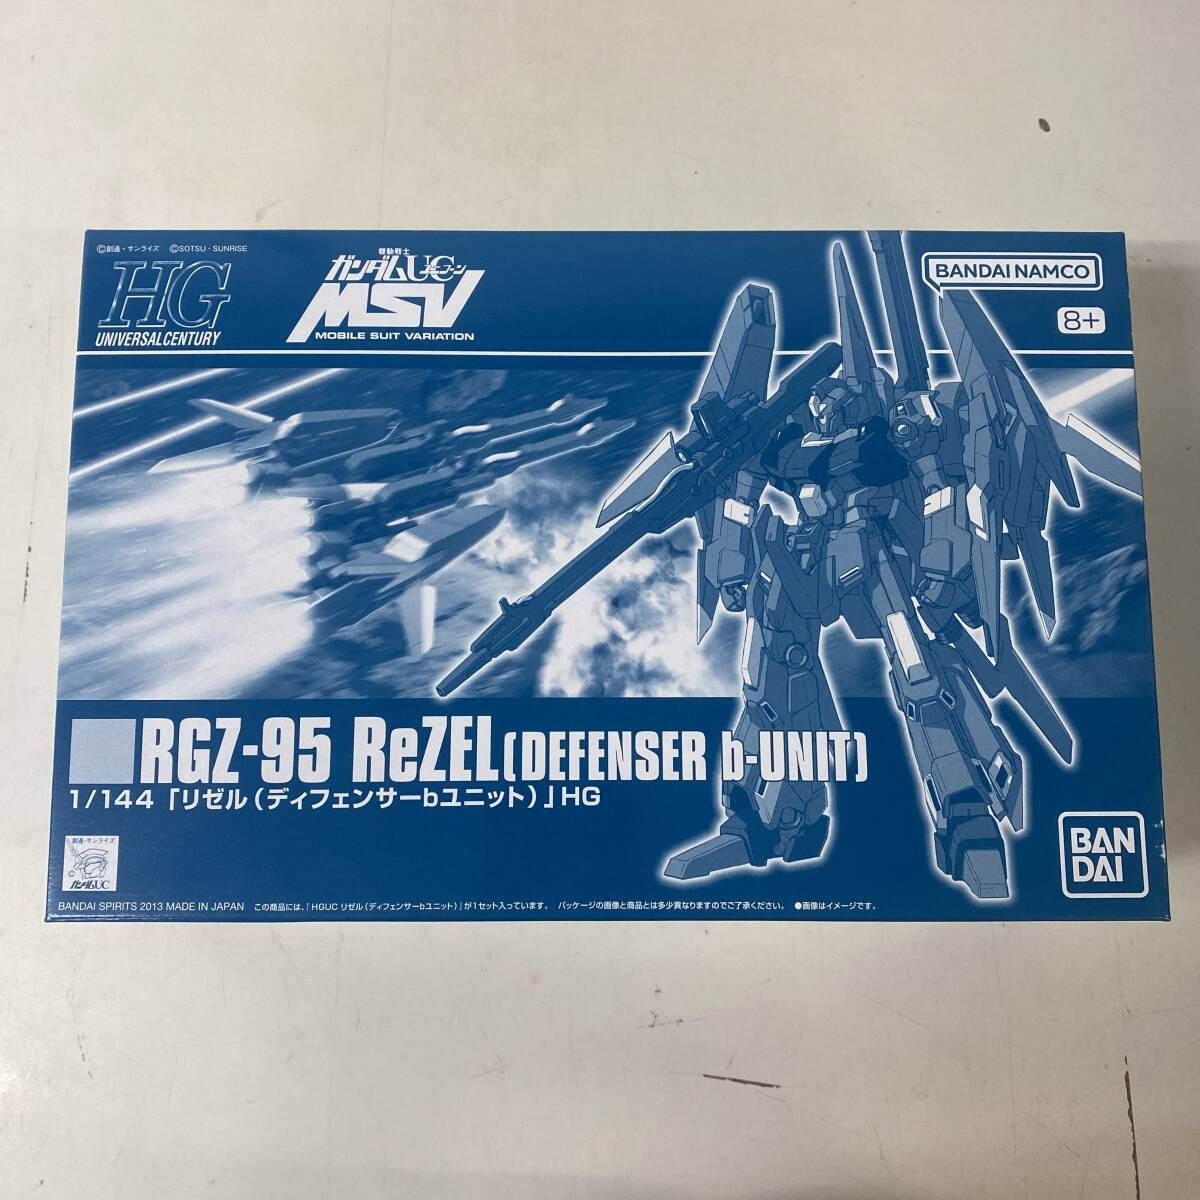 ©創通・サンライズ ©SOTSU・SUNRISE
HG
UNIVERSALCENTURY
機動戦士
ガンダムUC
ユニコーン
MSV
MOBILE SUIT VARIATION
BANDAI NAMCO
8+
RGZ-95 ReZEL(DEFENSER b-UNIT)
1/144 「リゼル(ディフェンサーbユニット)」HG
創通・サンライズ
©
ガンダムUC
BAN
DAI
BANDAI SPIRITS 2013 MADE IN JAPAN この商品には、「HGUC リゼル(ディフェンサーbユニット)」が1セット入っています。 パッケージの画像と商品とは多少異なりますのでご了承ください。 ●画像はイメージです。